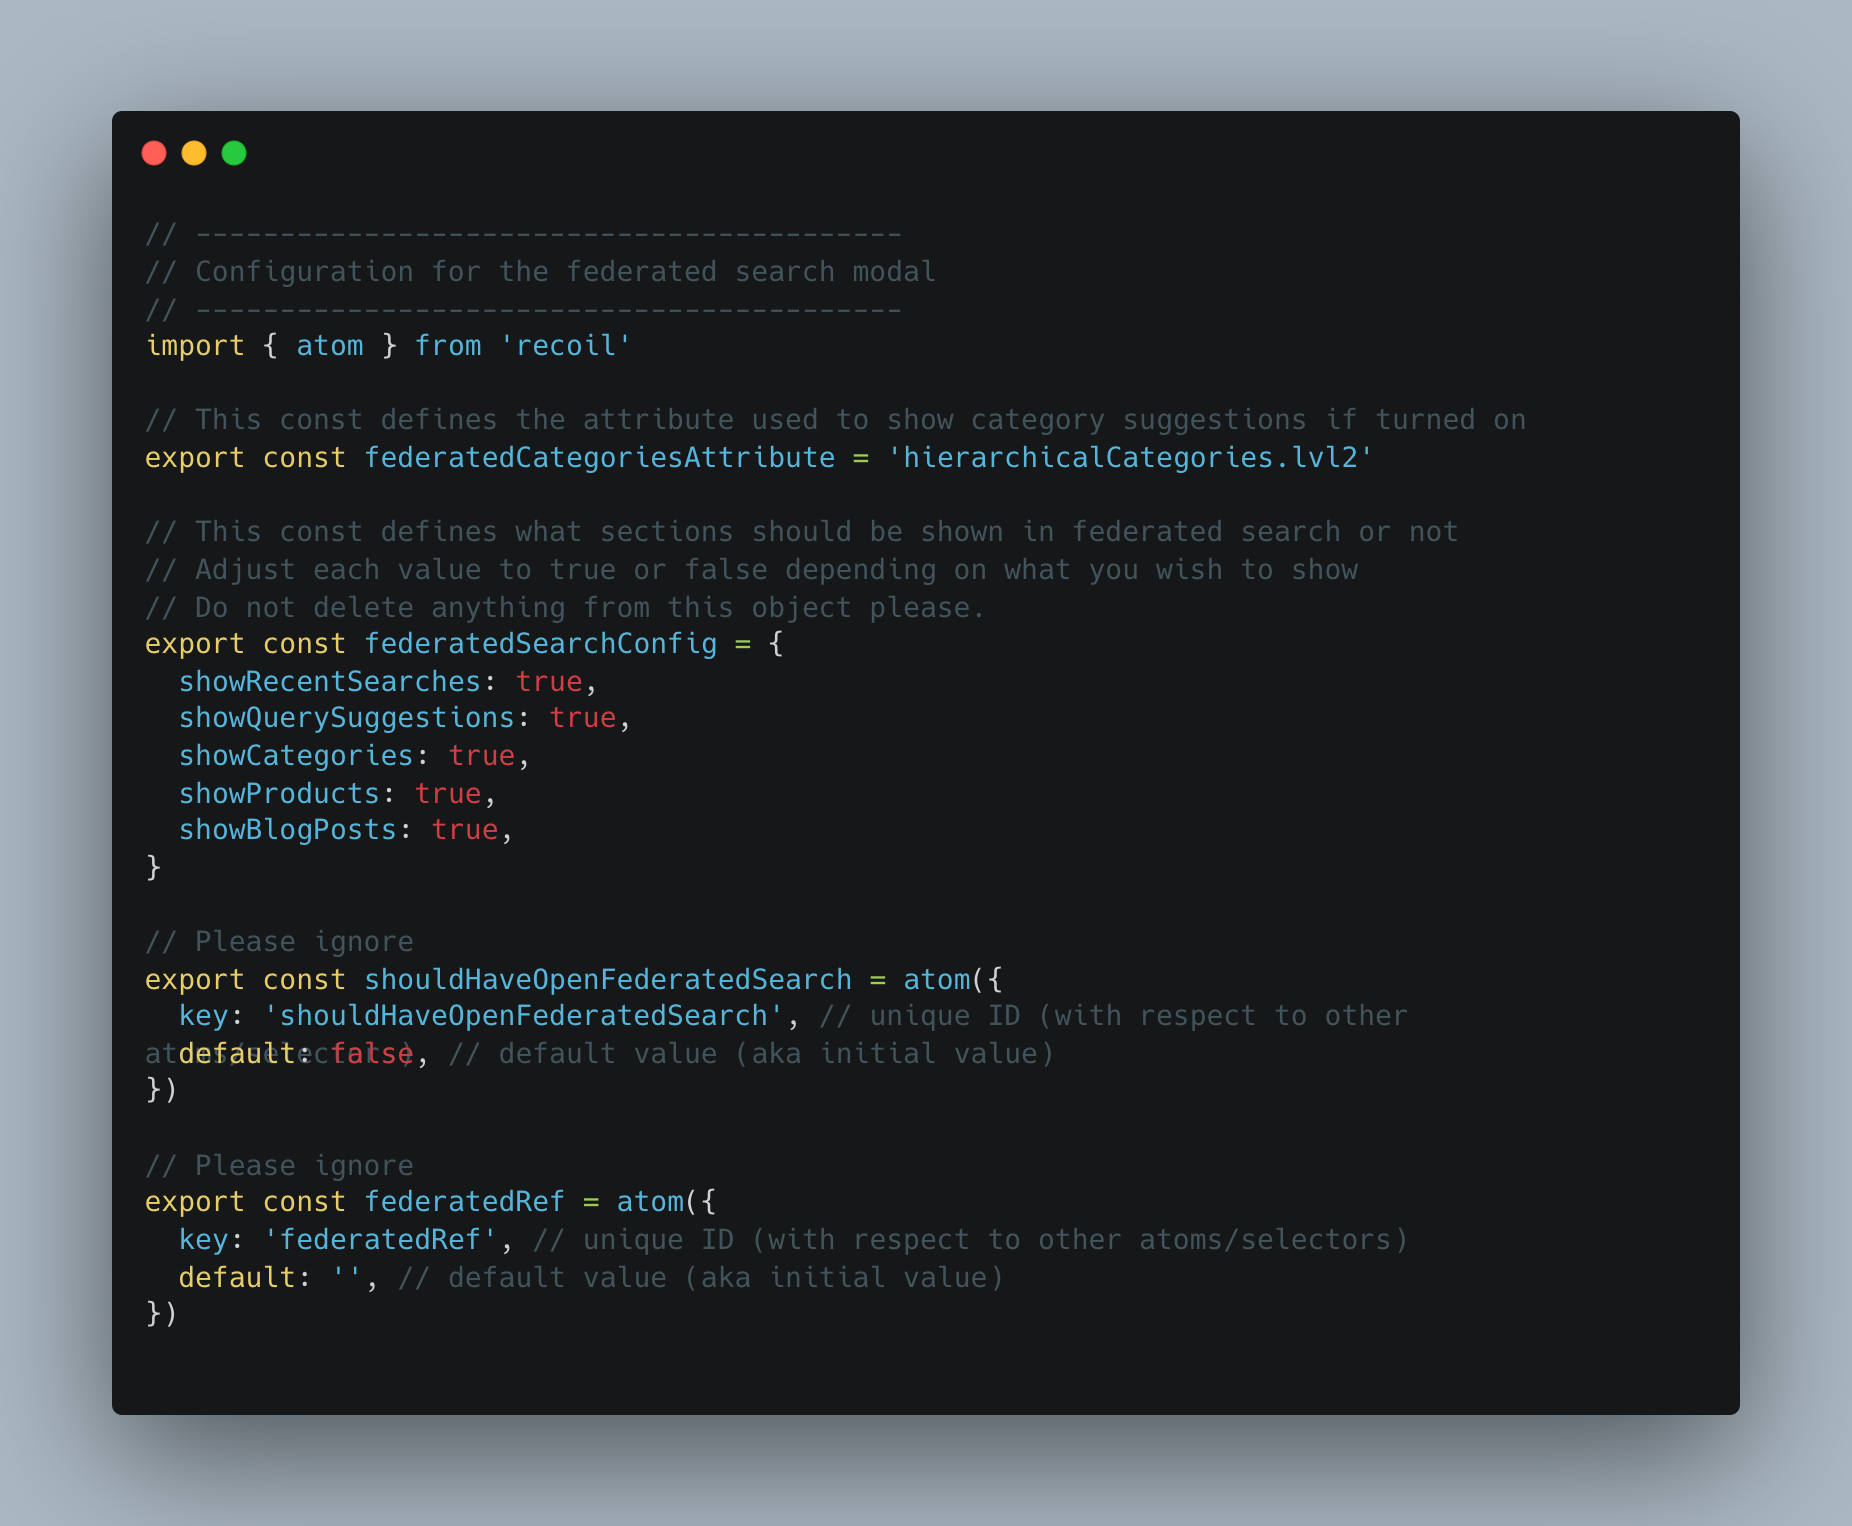 // ------------------------------------------
// Configuration for the federated search modal
// ------------------------------------------
import { atom } from 'recoil'

// This const defines the attribute used to show category suggestions if turned on
export const federatedCategoriesAttribute = 'hierarchicalCategories.lvl2'

// This const defines what sections should be shown in federated search or not
// Adjust each value to true or false depending on what you wish to show
// Do not delete anything from this object please.
export const federatedSearchConfig = {
  showRecentSearches: true,
  showQuerySuggestions: true,
  showCategories: true,
  showProducts: true,
  showBlogPosts: true,
}

// Please ignore
export const shouldHaveOpenFederatedSearch = atom({
  key: 'shouldHaveOpenFederatedSearch', // unique ID (with respect to other
atoms/selectors)
  default: false, // default value (aka initial value)
})

// Please ignore
export const federatedRef = atom({
  key: 'federatedRef', // unique ID (with respect to other atoms/selectors)
  default: '', // default value (aka initial value)
})